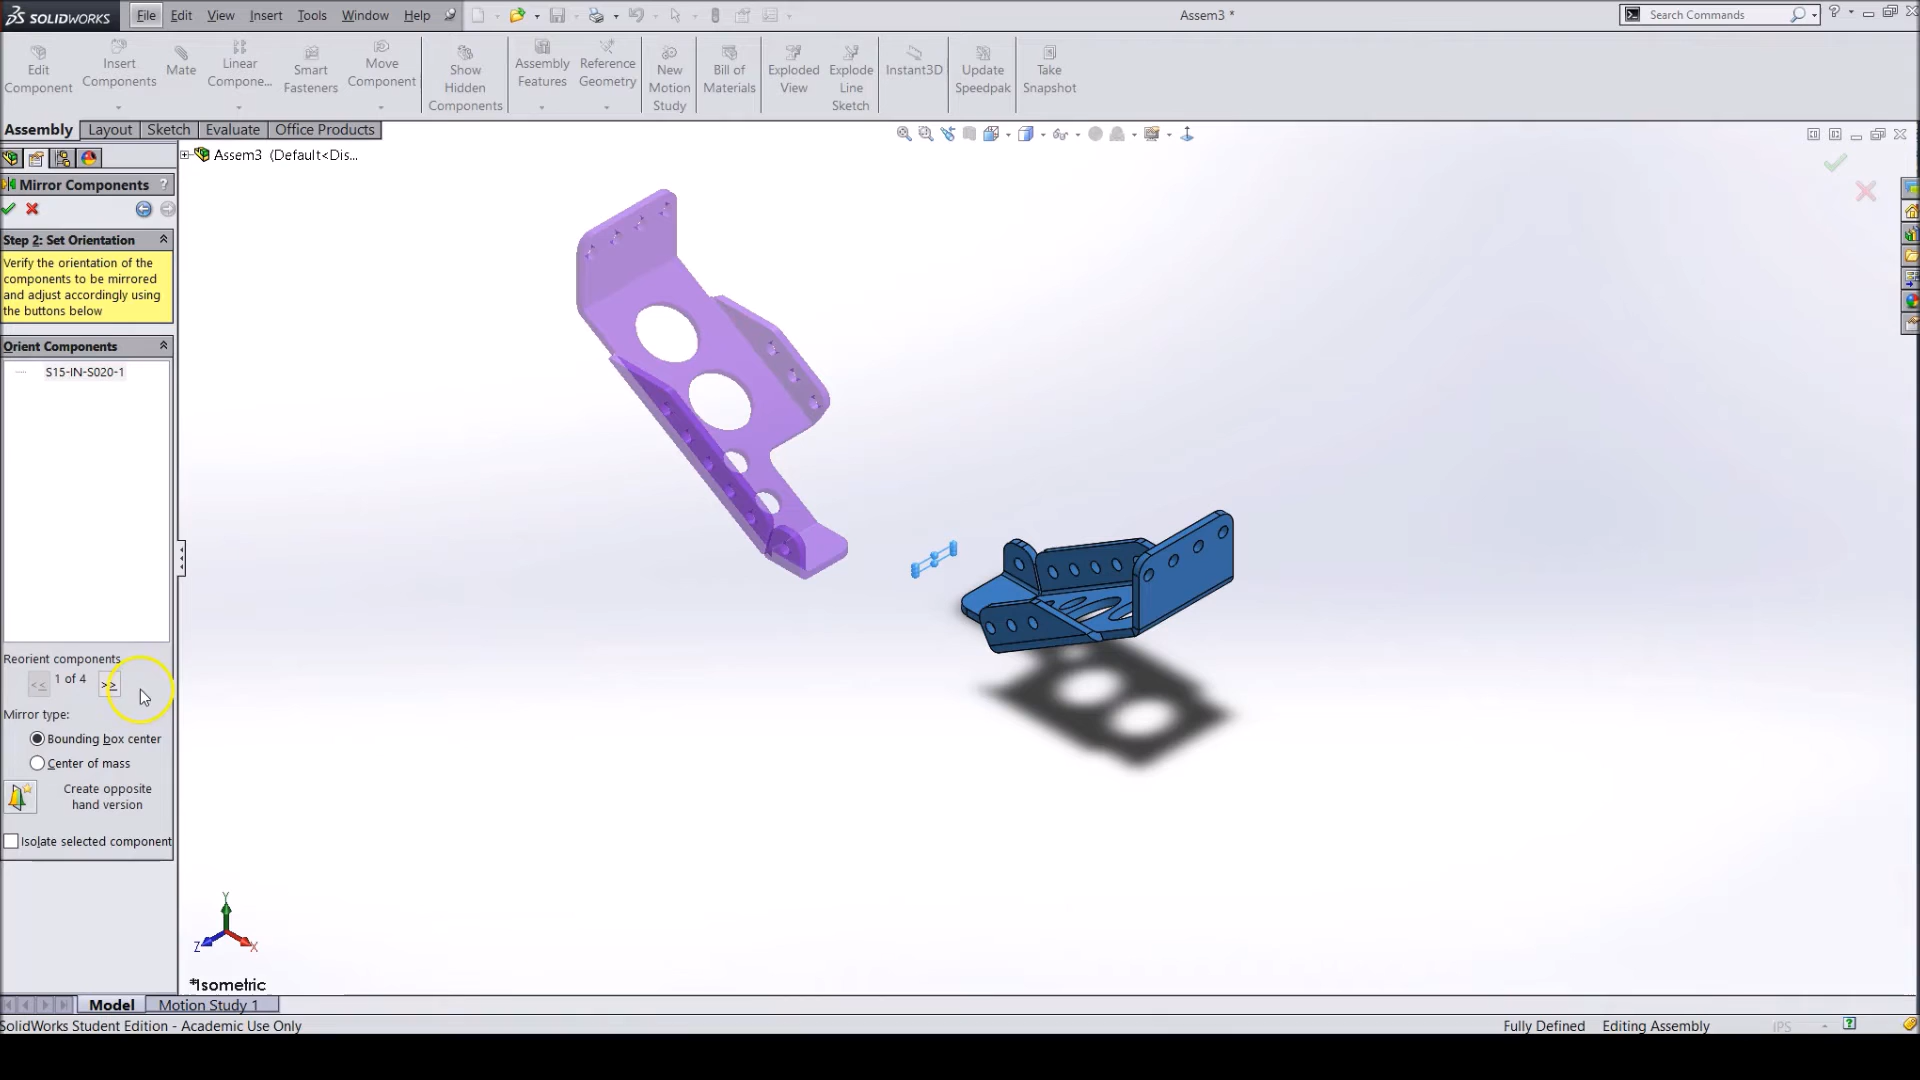 SOLIDWORKS File Edit View Insert Tools Window Help Assem3 * Search Commands ?
Edit Component
Insert Components
Mate
Linear Compone...
Smart Fasteners
Move Component
Show Hidden Components
Assembly Features
Reference Geometry
New Motion Study
Bill of Materials
Exploded View
Explode Line Sketch
Instant3D
Update Speedpak
Take Snapshot
Assembly Layout Sketch Evaluate Office Products
Assem3 (Default<Dis...
Mirror Components ?
Step 2: Set Orientation
Verify the orientation of the
components to be mirrored
and adjust accordingly using
the buttons below
Orient Components
S15-IN-S020-1
Reorient components
<< 1 of 4 >>
Mirror type:
Bounding box center
Center of mass
Create opposite
hand version
Isolate selected component
Y
Z X
*Isometric
Model Motion Study 1
SolidWorks Student Edition - Academic Use Only Fully Defined Editing Assembly IPS ?